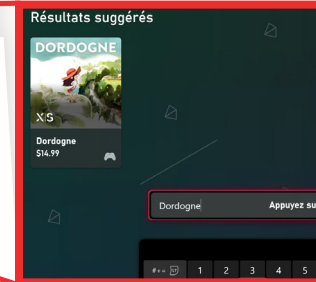 Résultats suggérés
DORDOGNE
X|S
Dordogne
$14.99
Dordogne
Appuyez su
#+= 1 2 3 4 5